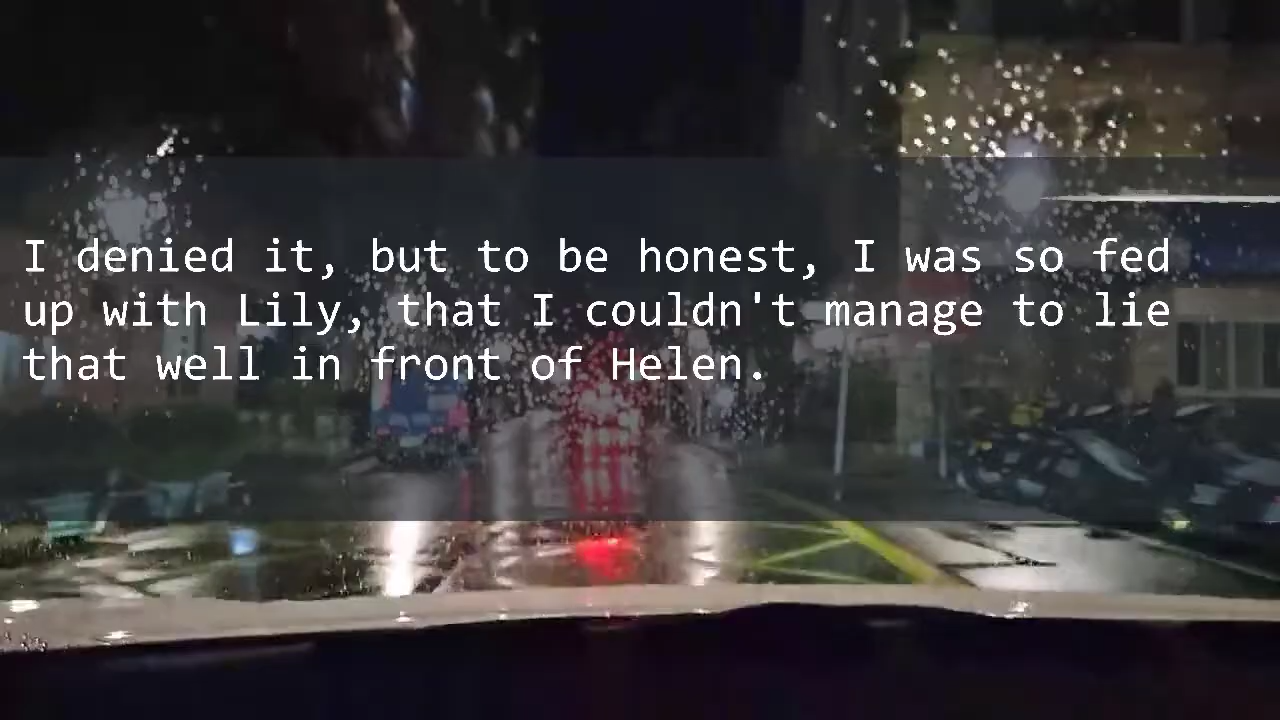 I denied it, but to be honest, I was so fed
up with Lily, that I couldn't manage to lie
that well in front of Helen.